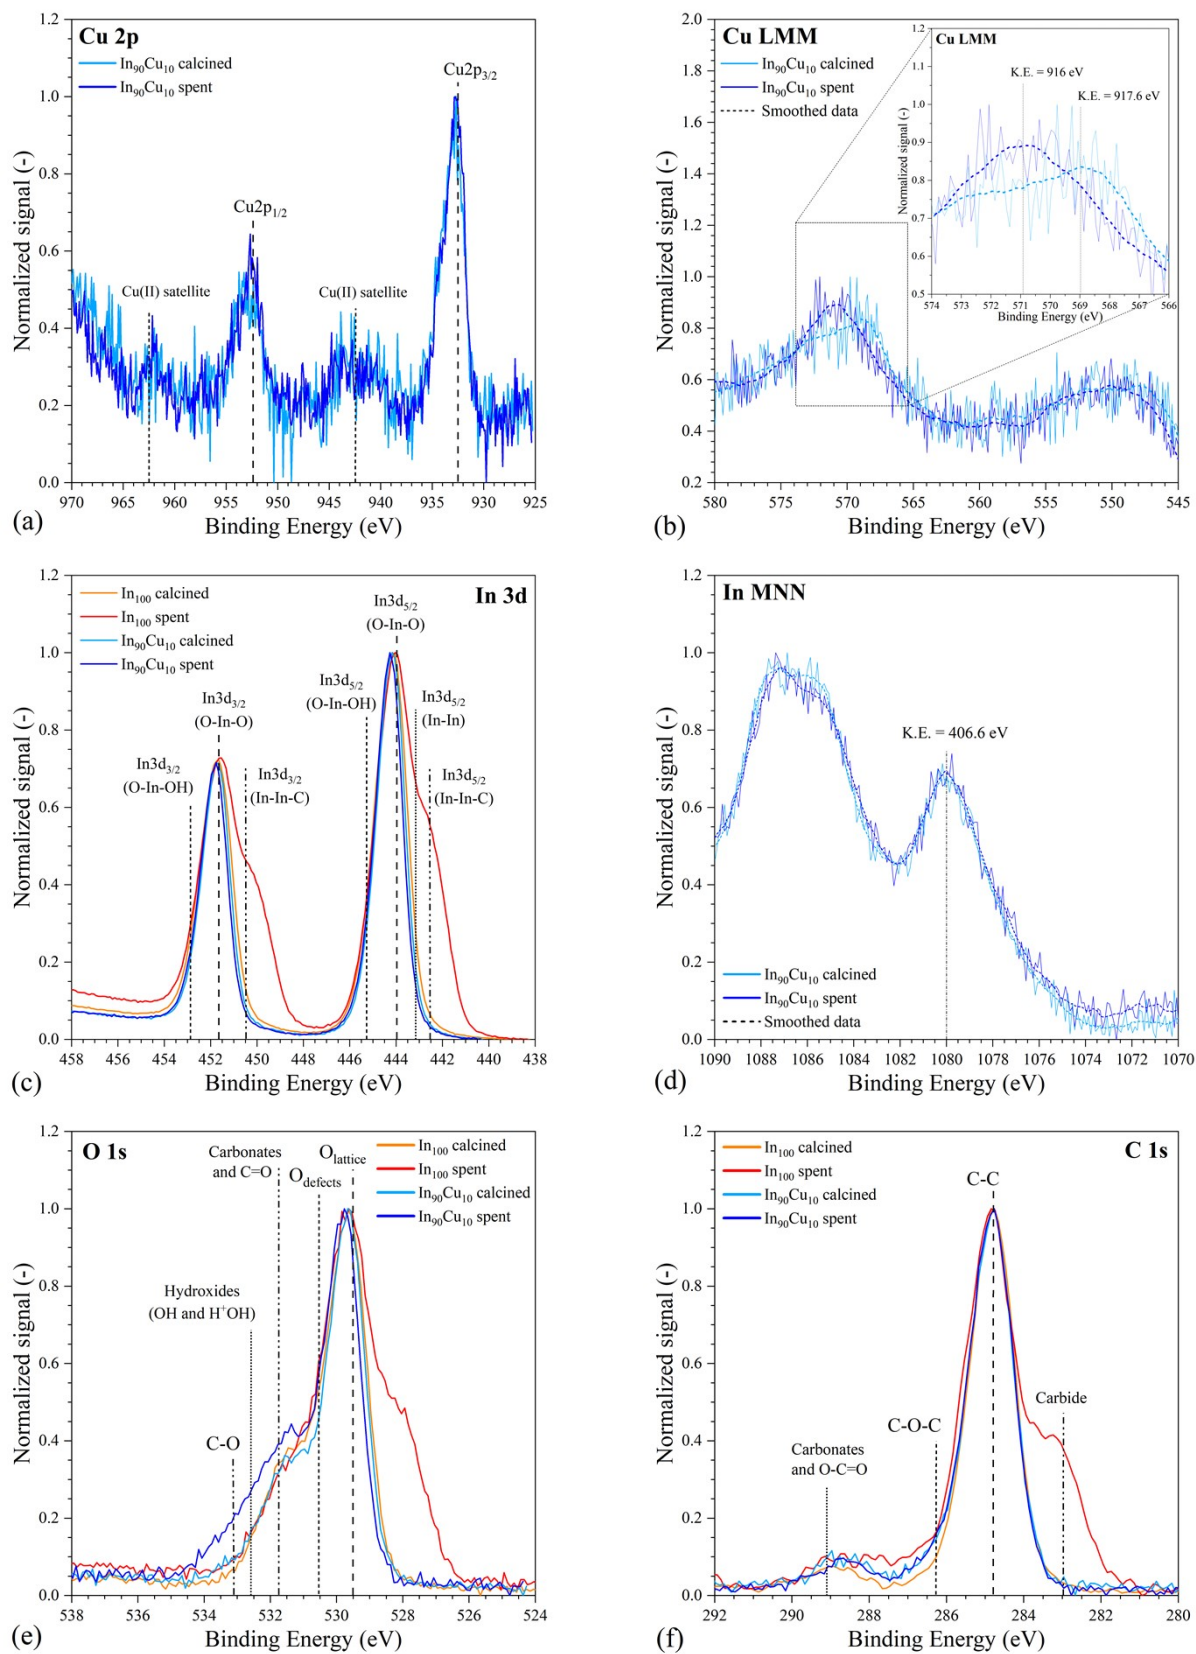 Cu 2p
In₉₀Cu₁₀ calcined
In₉₀Cu₁₀ spent
Cu2p₃/₂
Cu2p₁/₂
Cu(II) satellite
Cu(II) satellite
Normalized signal (-)
1.2
1.0
0.8
0.6
0.4
0.2
0.0
970 965 960 955 950 945 940 935 930 925
Binding Energy (eV)
(a)
Cu LMM
In₉₀Cu₁₀ calcined
In₉₀Cu₁₀ spent
Smoothed data
Normalized signal (-)
2.0
1.8
1.6
1.4
1.2
1.0
0.8
0.6
0.4
0.2
580 575 570 565 560 555 550 545
Binding Energy (eV)
Cu LMM
K.E. = 916 eV
K.E. = 917.6 eV
Normalized signal (-)
1.2
1.1
1.0
0.9
0.8
0.7
0.6
0.5
574 573 572 571 570 569 568 567 566
Binding Energy (eV)
(b)
In 3d
In₁₀₀ calcined
In₁₀₀ spent
In₉₀Cu₁₀ calcined
In₉₀Cu₁₀ spent
In3d₅/₂
(O-In-O)
In3d₅/₂
(O-In-OH)
In3d₅/₂
(In-In)
In3d₃/₂
(O-In-O)
In3d₃/₂
(O-In-OH)
In3d₃/₂
(In-In-C)
In3d₅/₂
(In-In-C)
Normalized signal (-)
1.2
1.0
0.8
0.6
0.4
0.2
0.0
458 456 454 452 450 448 446 444 442 440 438
Binding Energy (eV)
(c)
In MNN
K.E. = 406.6 eV
In₉₀Cu₁₀ calcined
In₉₀Cu₁₀ spent
Smoothed data
Normalized signal (-)
1.2
1.0
0.8
0.6
0.4
0.2
0.0
1090 1088 1086 1084 1082 1080 1078 1076 1074 1072 1070
Binding Energy (eV)
(d)
O 1s
In₁₀₀ calcined
In₁₀₀ spent
In₉₀Cu₁₀ calcined
In₉₀Cu₁₀ spent
Carbonates
and C=O
O_lattice
O_defects
Hydroxides
(OH and H⁺OH)
C-O
Normalized signal (-)
1.2
1.0
0.8
0.6
0.4
0.2
0.0
538 536 534 532 530 528 526 524
Binding Energy (eV)
(e)
C 1s
In₁₀₀ calcined
In₁₀₀ spent
In₉₀Cu₁₀ calcined
In₉₀Cu₁₀ spent
C-C
Carbide
C-O-C
Carbonates
and O-C=O
Normalized signal (-)
1.2
1.0
0.8
0.6
0.4
0.2
0.0
292 290 288 286 284 282 280
Binding Energy (eV)
(f)